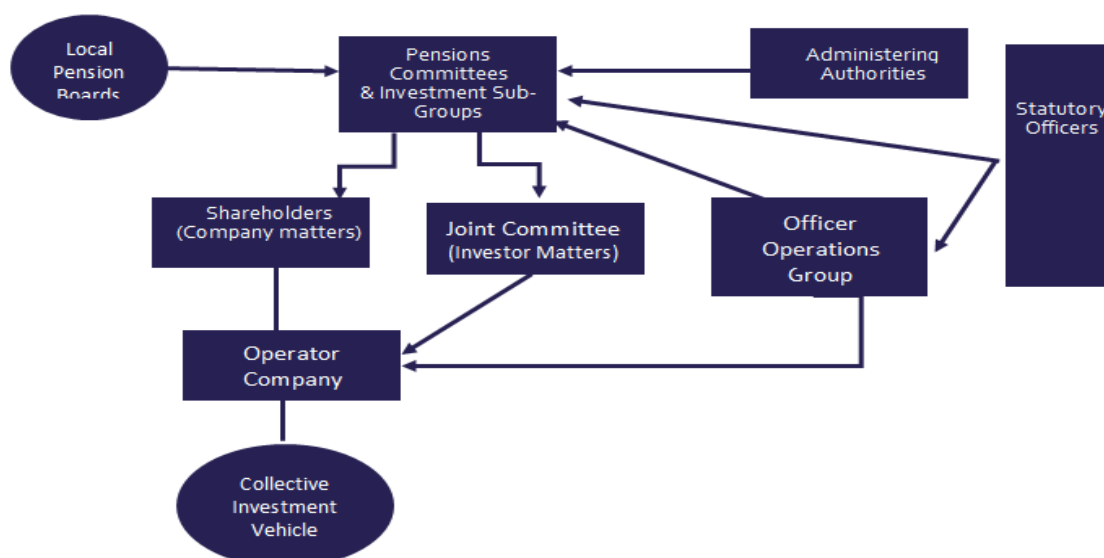 Local
Pension
Boards
Pensions
Committees
& Investment Sub-
Groups
Administering
Authorities
Statutory
Officers
Shareholders
(Company matters)
Joint Committee
(Investor Matters)
Officer
Operations
Group
Operator
Company
Collective
Investment
Vehicle